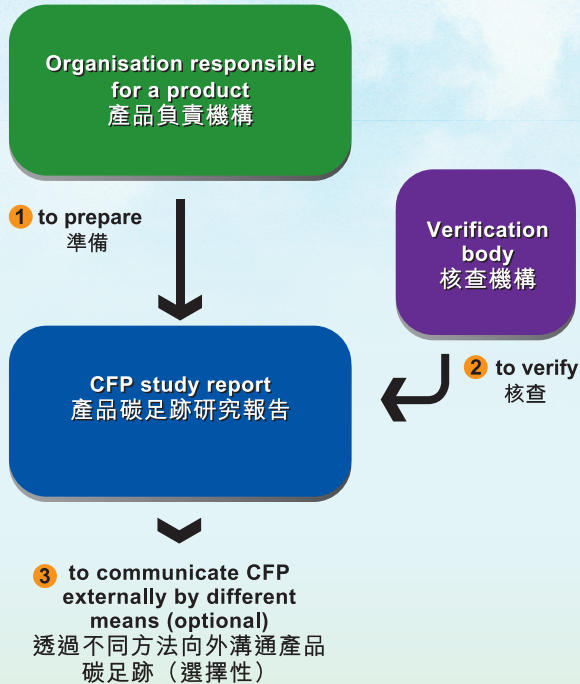 Organisation responsible
for a product
產品負責機構
1 to prepare
準備
Verification
body
核查機構
2 to verify
核查
CFP study report
產品碳足跡研究報告
3 to communicate CFP
externally by different
means (optional)
透過不同方法向外溝通產品
碳足跡（選擇性）